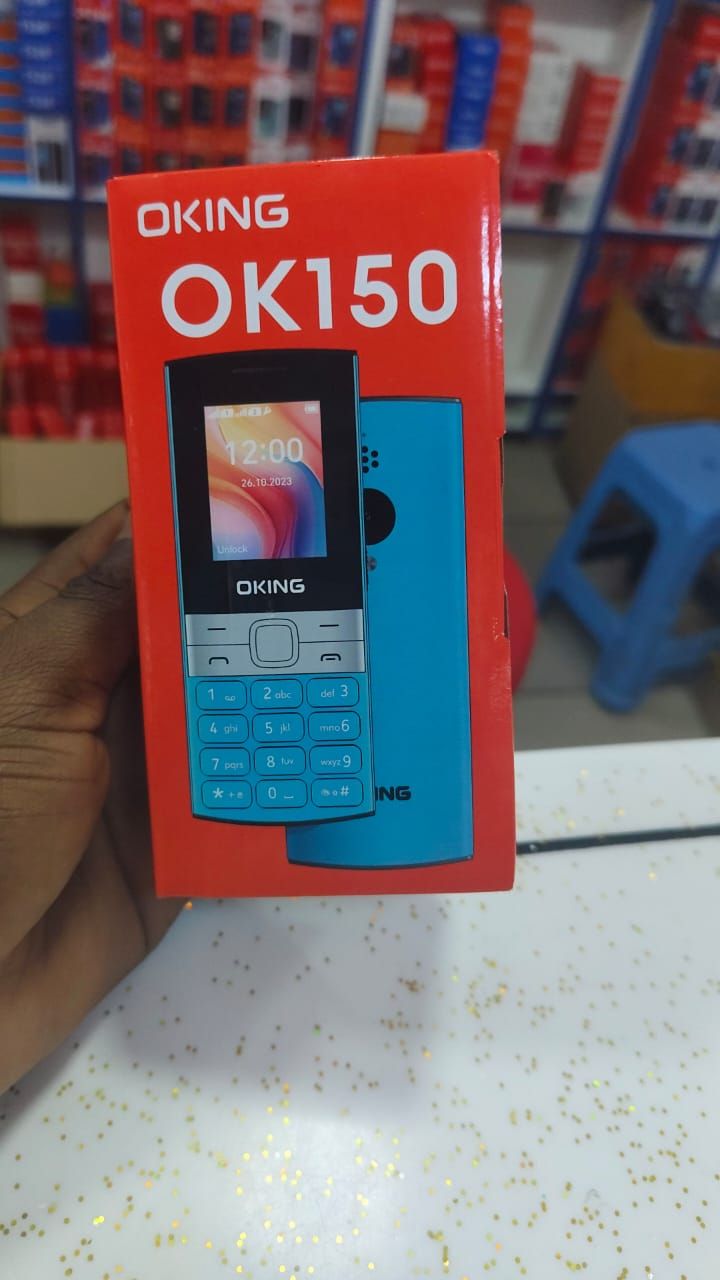 OKING
OK150
12:00
26.10.2023
Unlock
OKING
1
2 abc
def 3
4 ghi
5 jkl
mno 6
7 pqrs
8 tuv
wxyz 9
* +
0
#
ING